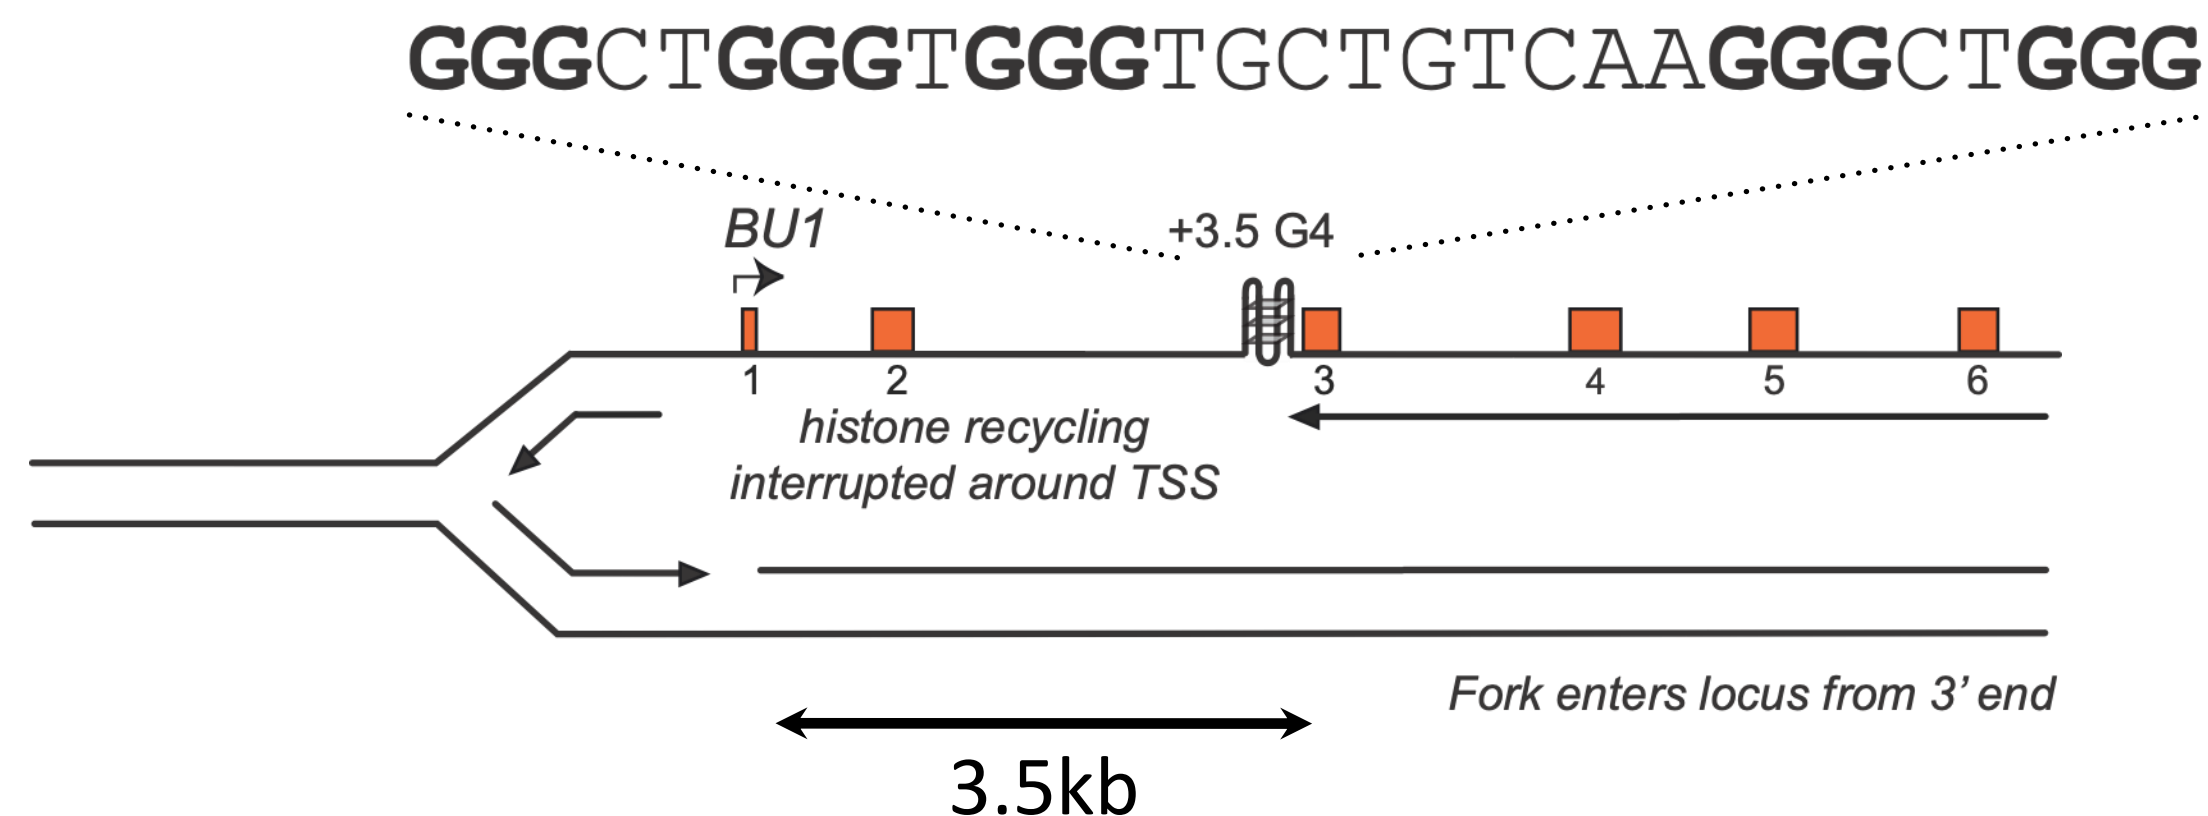 GGGCTGGGTGGGTGCTGTCAAGGGCTGGG
BU1
+3.5 G4
1 2 3 4 5 6
histone recycling
interrupted around TSS
Fork enters locus from 3’ end
3.5kb